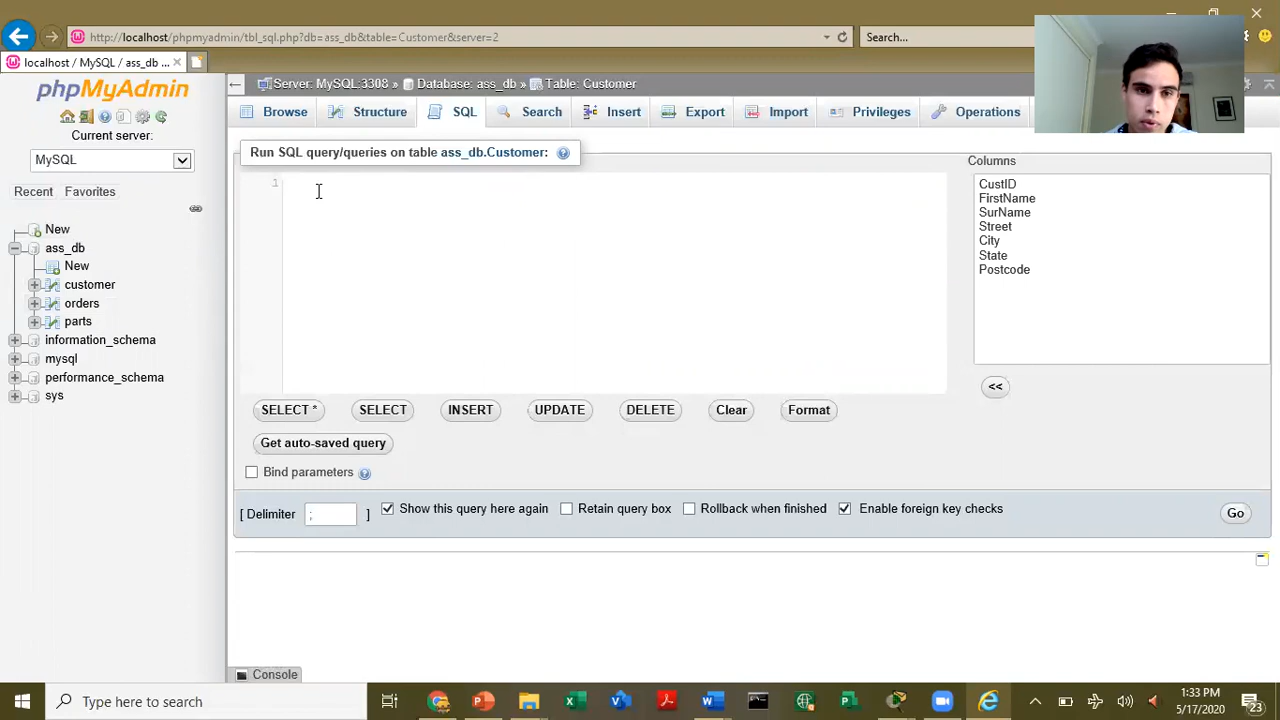 http://localhost/phpmyadmin/tbl_sql.php?db=ass_db&table=Customer&server=2
Search...
localhost / MySQL / ass_db ...
phpMyAdmin
Current server:
MySQL
Recent Favorites
New
ass_db
New
customer
orders
parts
information_schema
mysql
performance_schema
sys
Server: MySQL:3308 » Database: ass_db » Table: Customer
Browse Structure SQL Search Insert Export Import Privileges Operations
Run SQL query/queries on table ass_db.Customer:
1
Columns
CustID
FirstName
SurName
Street
City
State
Postcode
<<
SELECT * SELECT INSERT UPDATE DELETE Clear Format
Get auto-saved query
Bind parameters
[ Delimiter ; ] Show this query here again Retain query box Rollback when finished Enable foreign key checks Go
Console
Type here to search
1:33 PM
5/17/2020
23